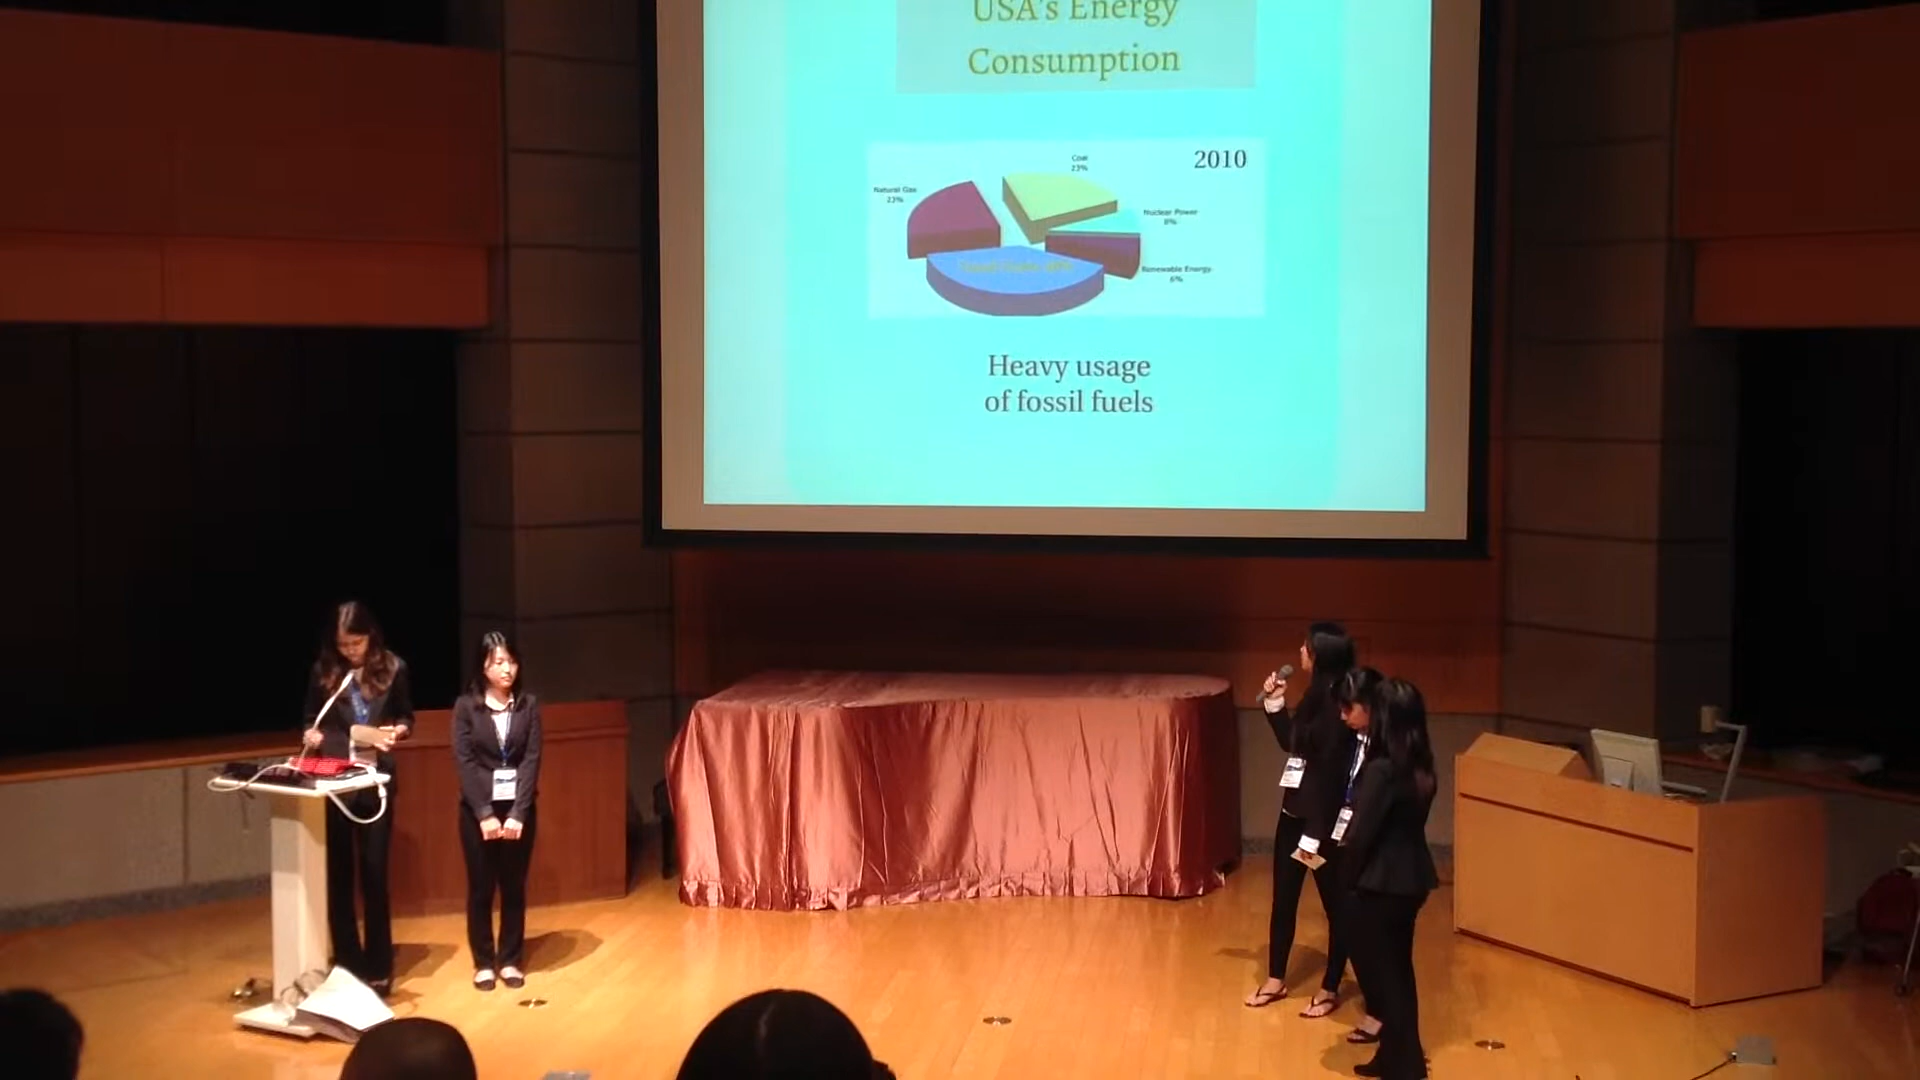 USA's Energy
Consumption
2010
Coal
23%
Natural Gas
23%
Nuclear Power
8%
Renewable Energy
6%
Heavy usage
of fossil fuels